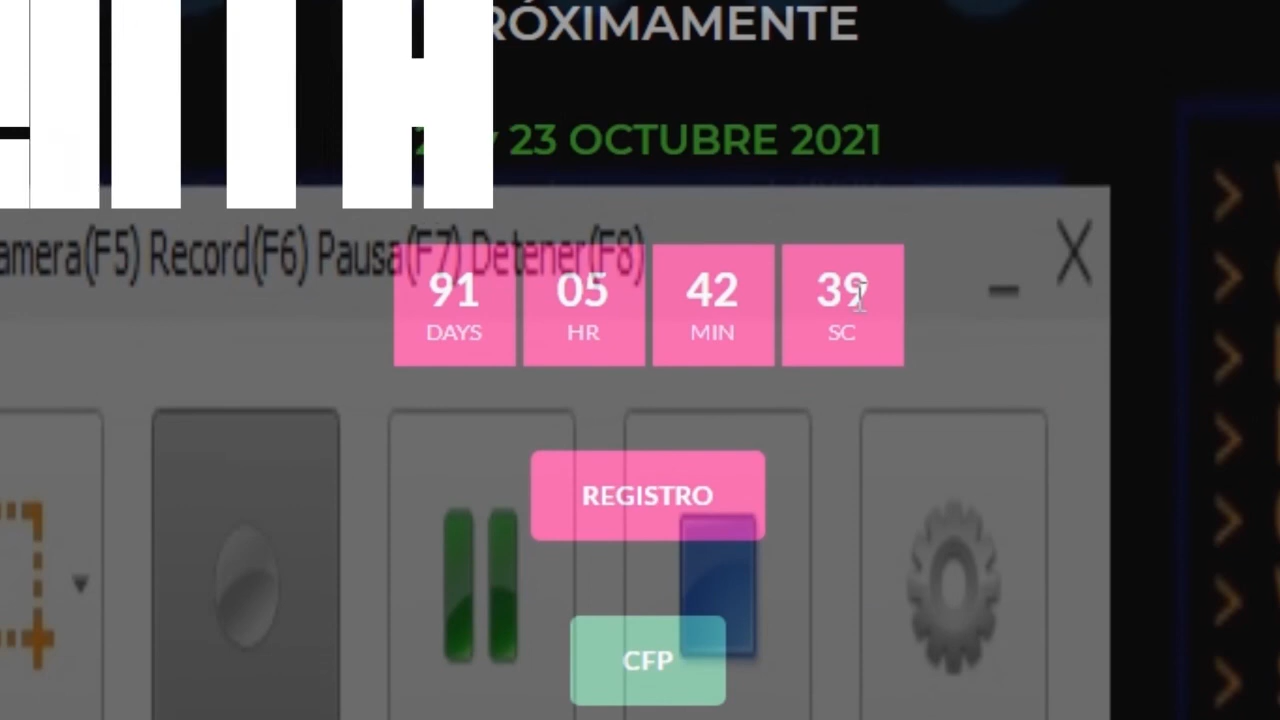 RÓXIMAMENTE
23 OCTUBRE 2021
amera(F5) Record(F6) Pausa(F7) Detener(F8)
91 05 42 39
DAYS HR MIN SC
REGISTRO
CFP